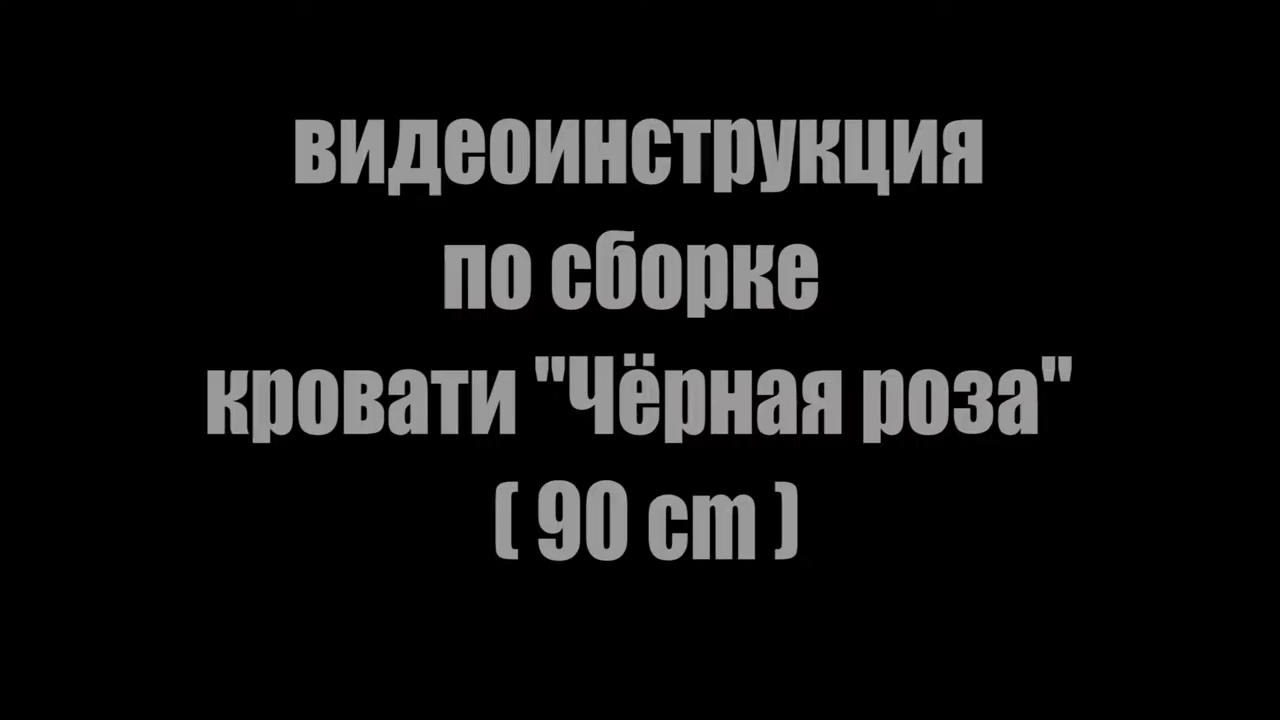 видеоинструкция
по сборке
кровати "Чёрная роза"
( 90 cm )